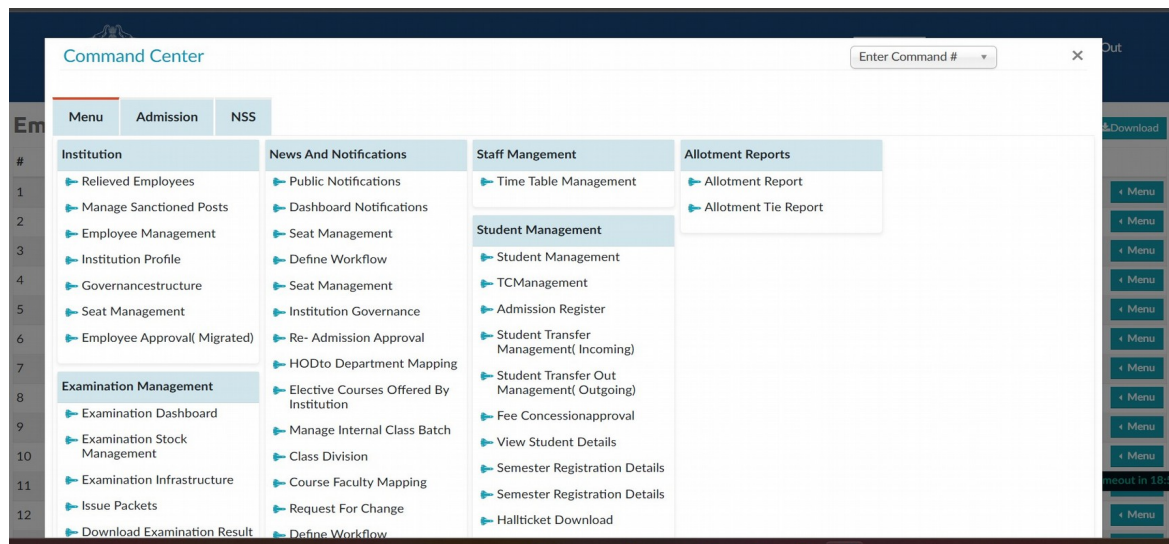 Command Center
Enter Command #
×
Out
Menu
Admission
NSS
Em
Download
#
1
2
3
4
5
6
7
8
9
10
11
12
Institution
Relieved Employees
Manage Sanctioned Posts
Employee Management
Institution Profile
Governancestructure
Seat Management
Employee Approval( Migrated)
Examination Management
Examination Dashboard
Examination Stock
Management
Examination Infrastructure
Issue Packets
Download Examination Result
News And Notifications
Public Notifications
Dashboard Notifications
Seat Management
Define Workflow
Seat Management
Institution Governance
Re- Admission Approval
HODto Department Mapping
Elective Courses Offered By
Institution
Manage Internal Class Batch
Class Division
Course Faculty Mapping
Request For Change
Define Workflow
Staff Mangement
Time Table Management
Student Management
Student Management
TCManagement
Admission Register
Student Transfer
Management( Incoming)
Student Transfer Out
Management( Outgoing)
Fee Concessionapproval
View Student Details
Semester Registration Details
Semester Registration Details
Hallticket Download
Allotment Reports
Allotment Report
Allotment Tie Report
Menu
Menu
Menu
Menu
Menu
Menu
Menu
Menu
Menu
Menu
meout in 18:
Menu